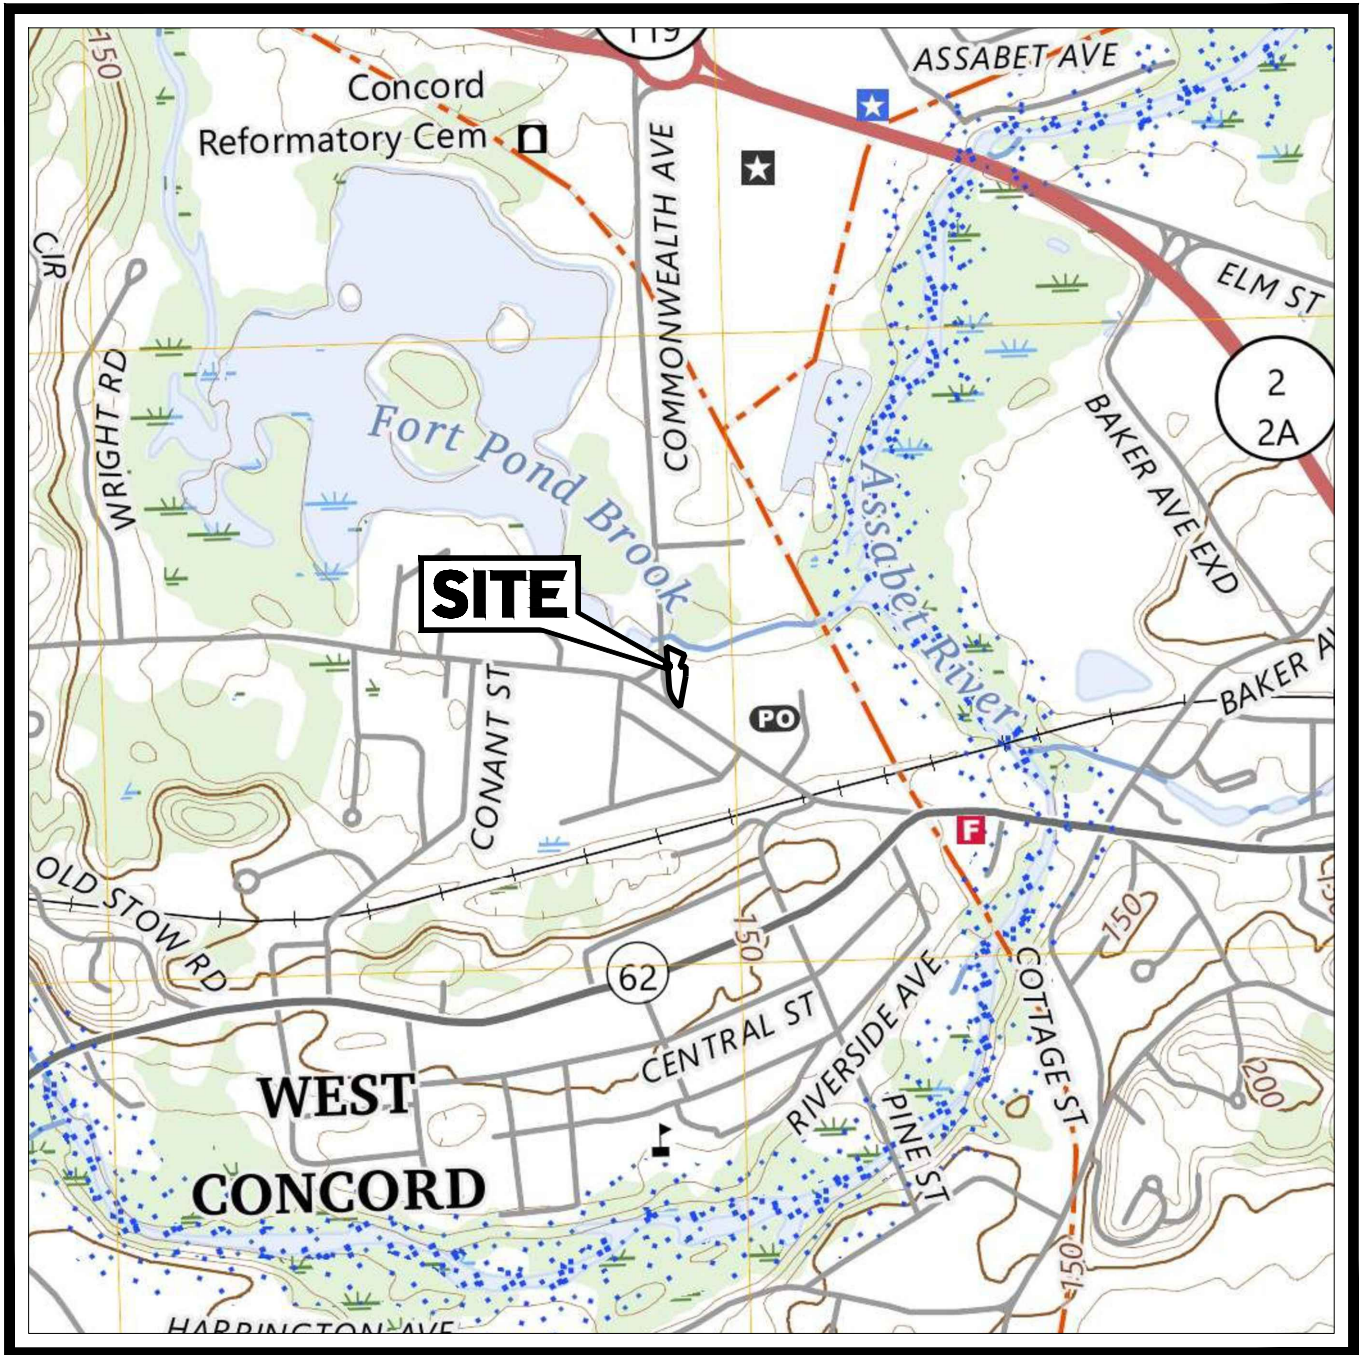 119
ASSABET AVE
150
Concord
Reformatory Cem
COMMONWEALTH AVE
CIR
ELM ST
WRIGHT RD
2
2A
Fort Pond Brook
BAKER AVE EXD
Assabet River
SITE
BAKER AV
CONANT ST
PO
F
OLD STOW RD
150
150
62
COTTAGE ST
RIVERSIDE AVE
CENTRAL ST
200
WEST
PINE ST
CONCORD
150
HARRINGTON AVE